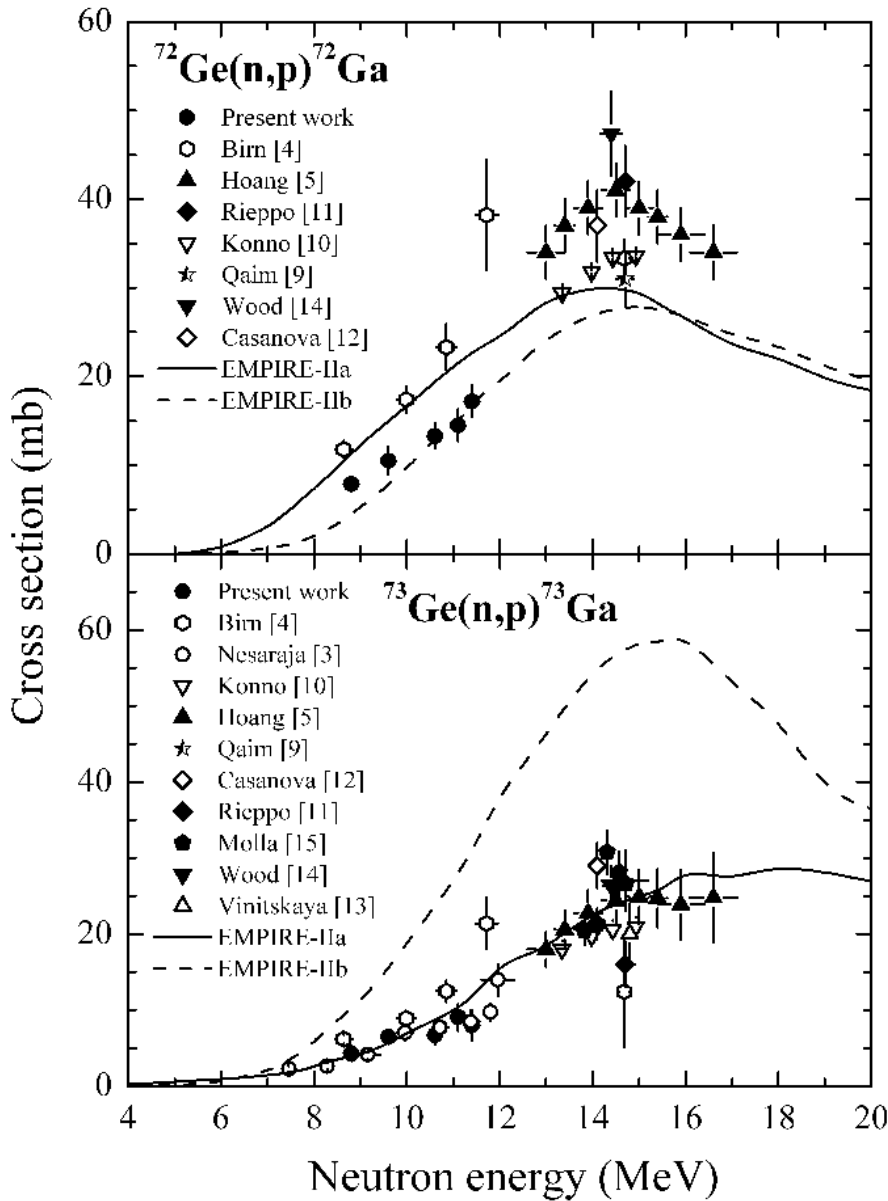 60
40
20
0
⁷²Ge(n,p)⁷²Ga
Present work
Birn [4]
Hoang [5]
Rieppo [11]
Konno [10]
Qaim [9]
Wood [14]
Casanova [12]
EMPIRE-IIa
EMPIRE-IIb
Cross section (mb)
60
40
20
0
⁷³Ge(n,p)⁷³Ga
Present work
Birn [4]
Nesaraja [3]
Konno [10]
Hoang [5]
Qaim [9]
Casanova [12]
Rieppo [11]
Molla [15]
Wood [14]
Vinitskaya [13]
EMPIRE-IIa
EMPIRE-IIb
4 6 8 10 12 14 16 18 20
Neutron energy (MeV)